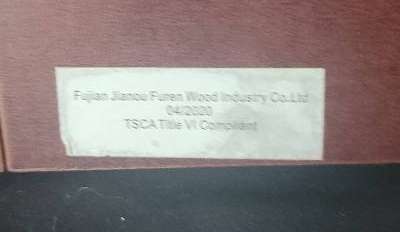 Fujian Jianou Furen Wood Industry Co.Ltd
04/2020
TSCA Title VI Compliant